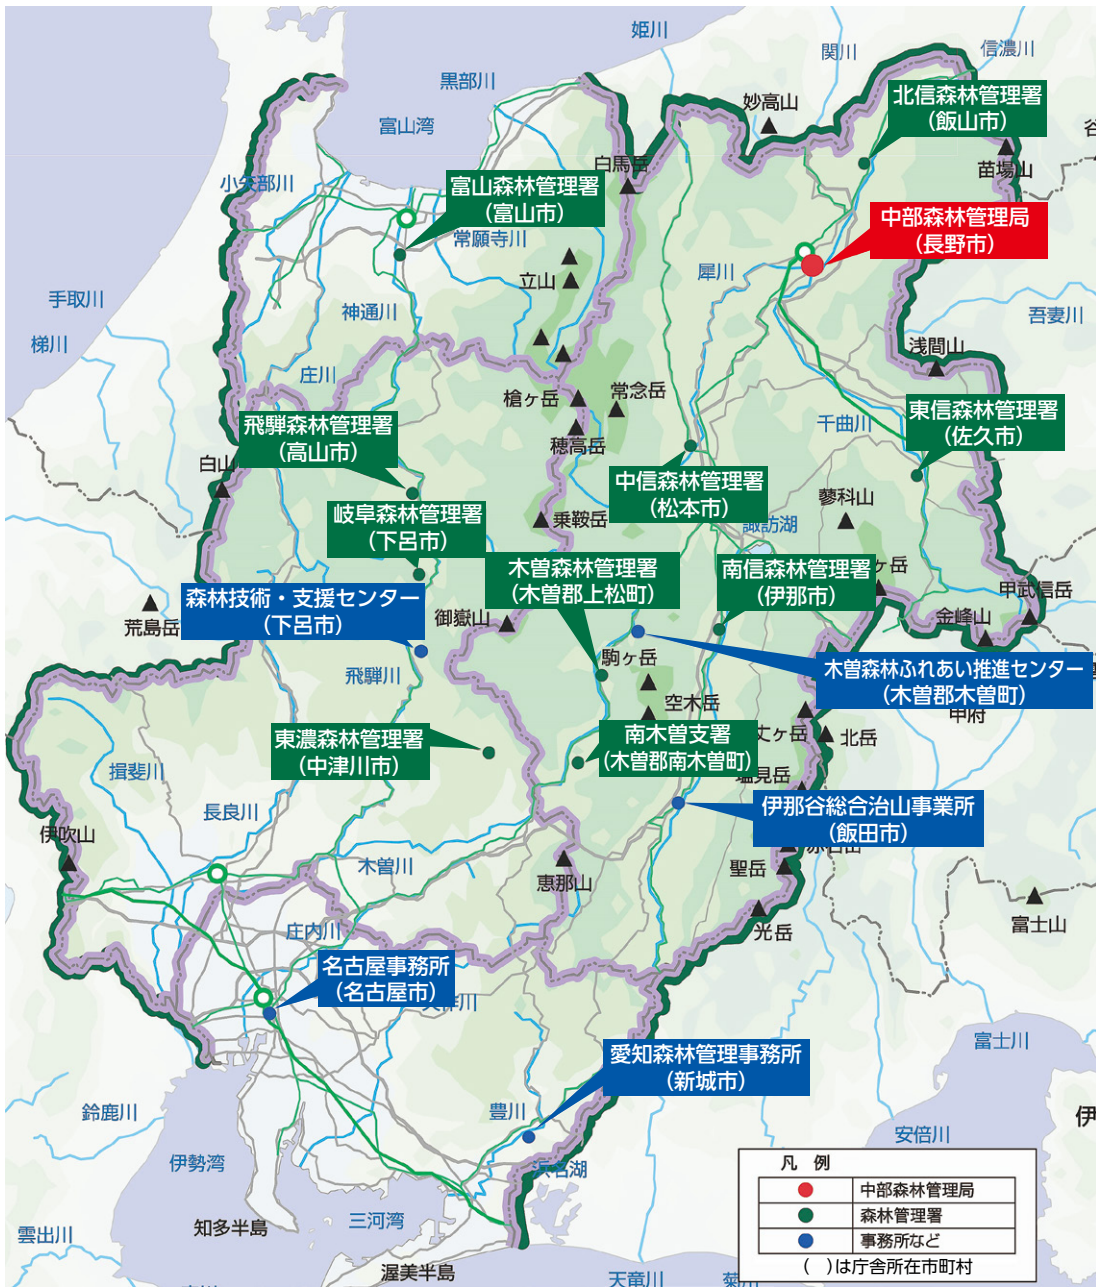 姫川
関川
信濃川
黒部川
北信森林管理署
(飯山市)
妙高山
富山湾
苗場山
谷
白馬岳
小矢部川
富山森林管理署
(富山市)
中部森林管理局
(長野市)
常願寺川
犀川
立山
手取川
神通川
吾妻川
梯川
浅間山
庄川
常念岳
槍ヶ岳
東信森林管理署
(佐久市)
飛騨森林管理署
(高山市)
千曲川
穂高岳
白山
中信森林管理署
(松本市)
蓼科山
岐阜森林管理署
(下呂市)
乗鞍岳
諏訪湖
木曽森林管理署
(木曽郡上松町)
南信森林管理署
(伊那市)
ヶ岳
甲武信岳
森林技術・支援センター
(下呂市)
荒島岳
御嶽山
金峰山
駒ヶ岳
木曽森林ふれあい推進センター
(木曽郡木曽町)
飛騨川
空木岳
甲府
東濃森林管理署
(中津川市)
南木曽支署
(木曽郡南木曽町)
丈ヶ岳
北岳
揖斐川
塩見岳
長良川
伊那谷総合治山事業所
(飯田市)
伊吹山
木曽川
恵那山
聖岳
富士山
光岳
庄内川
名古屋事務所
(名古屋市)
富士川
愛知森林管理事務所
(新城市)
鈴鹿川
豊川
伊
安倍川
伊勢湾
浜名湖
凡 例
中部森林管理局
森林管理署
事務所など
( )は庁舎所在市町村
知多半島
三河湾
雲出川
渥美半島
天竜川
菊川